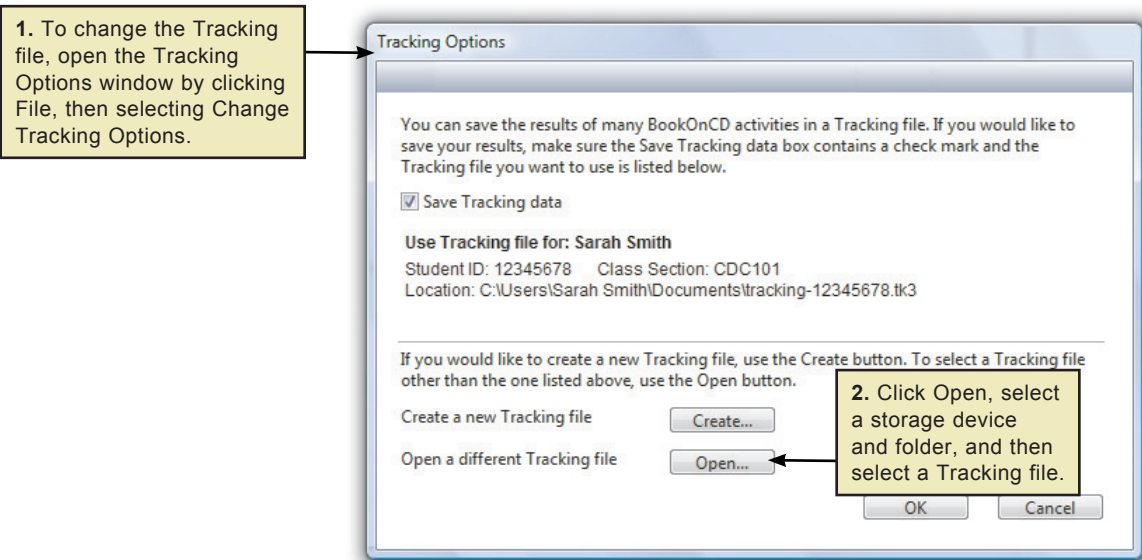 1. To change the Tracking
file, open the Tracking
Options window by clicking
File, then selecting Change
Tracking Options.
Tracking Options
You can save the results of many BookOnCD activities in a Tracking file. If you would like to
save your results, make sure the Save Tracking data box contains a check mark and the
Tracking file you want to use is listed below.
Save Tracking data
Use Tracking file for: Sarah Smith
Student ID: 12345678 Class Section: CDC101
Location: C:\Users\Sarah Smith\Documents\tracking-12345678.tk3
If you would like to create a new Tracking file, use the Create button. To select a Tracking file
other than the one listed above, use the Open button.
Create a new Tracking file
Create...
Open a different Tracking file
Open...
2. Click Open, select
a storage device
and folder, and then
select a Tracking file.
OK
Cancel